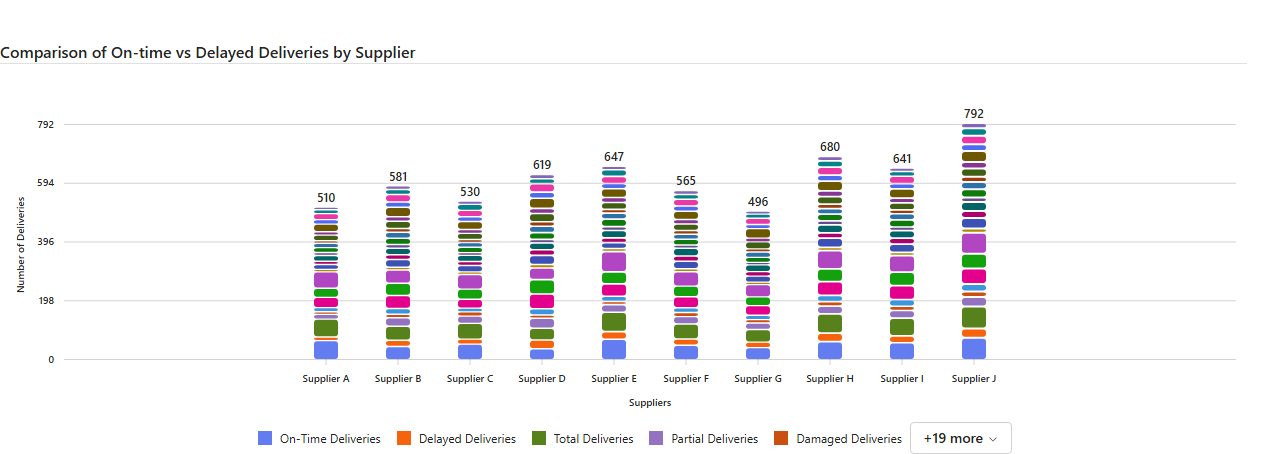 Comparison of On-time vs Delayed Deliveries by Supplier
792
594
396
198
0
Number of Deliveries
510
581
530
619
647
565
496
680
641
792
Supplier A
Supplier B
Supplier C
Supplier D
Supplier E
Supplier F
Supplier G
Supplier H
Supplier I
Supplier J
Suppliers
On-Time Deliveries
Delayed Deliveries
Total Deliveries
Partial Deliveries
Damaged Deliveries
+19 more